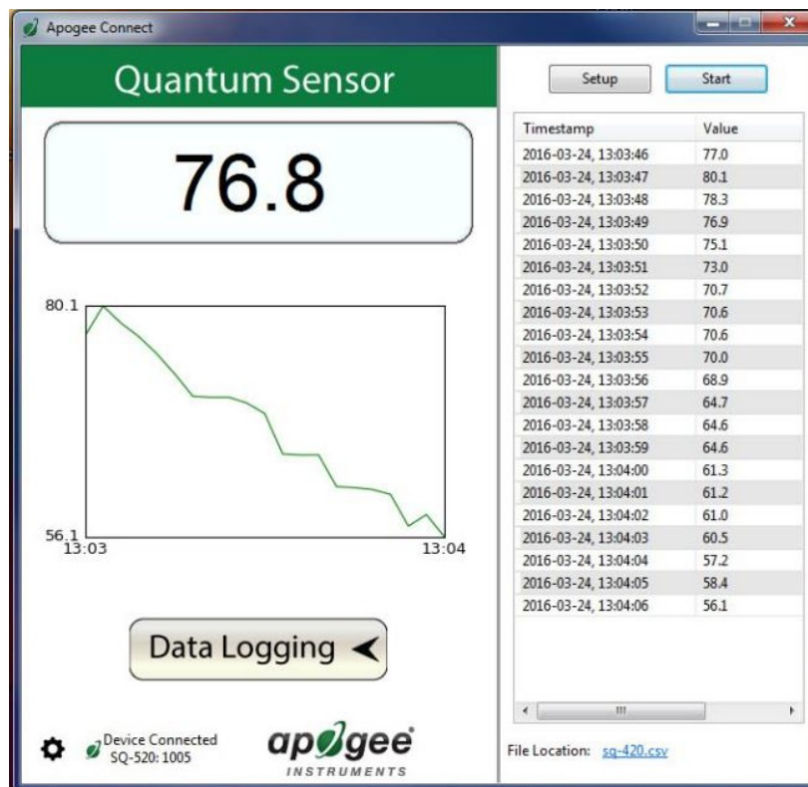 Apogee Connect
Quantum Sensor
76.8
80.1
56.1
13:03 13:04
Data Logging
Device Connected
SQ-520: 1005
apogee
INSTRUMENTS
Setup Start
Timestamp Value
2016-03-24, 13:03:46 77.0
2016-03-24, 13:03:47 80.1
2016-03-24, 13:03:48 78.3
2016-03-24, 13:03:49 76.9
2016-03-24, 13:03:50 75.1
2016-03-24, 13:03:51 73.0
2016-03-24, 13:03:52 70.7
2016-03-24, 13:03:53 70.6
2016-03-24, 13:03:54 70.6
2016-03-24, 13:03:55 70.0
2016-03-24, 13:03:56 68.9
2016-03-24, 13:03:57 64.7
2016-03-24, 13:03:58 64.6
2016-03-24, 13:03:59 64.6
2016-03-24, 13:04:00 61.3
2016-03-24, 13:04:01 61.2
2016-03-24, 13:04:02 61.0
2016-03-24, 13:04:03 60.5
2016-03-24, 13:04:04 57.2
2016-03-24, 13:04:05 58.4
2016-03-24, 13:04:06 56.1
File Location: sq-420.csv